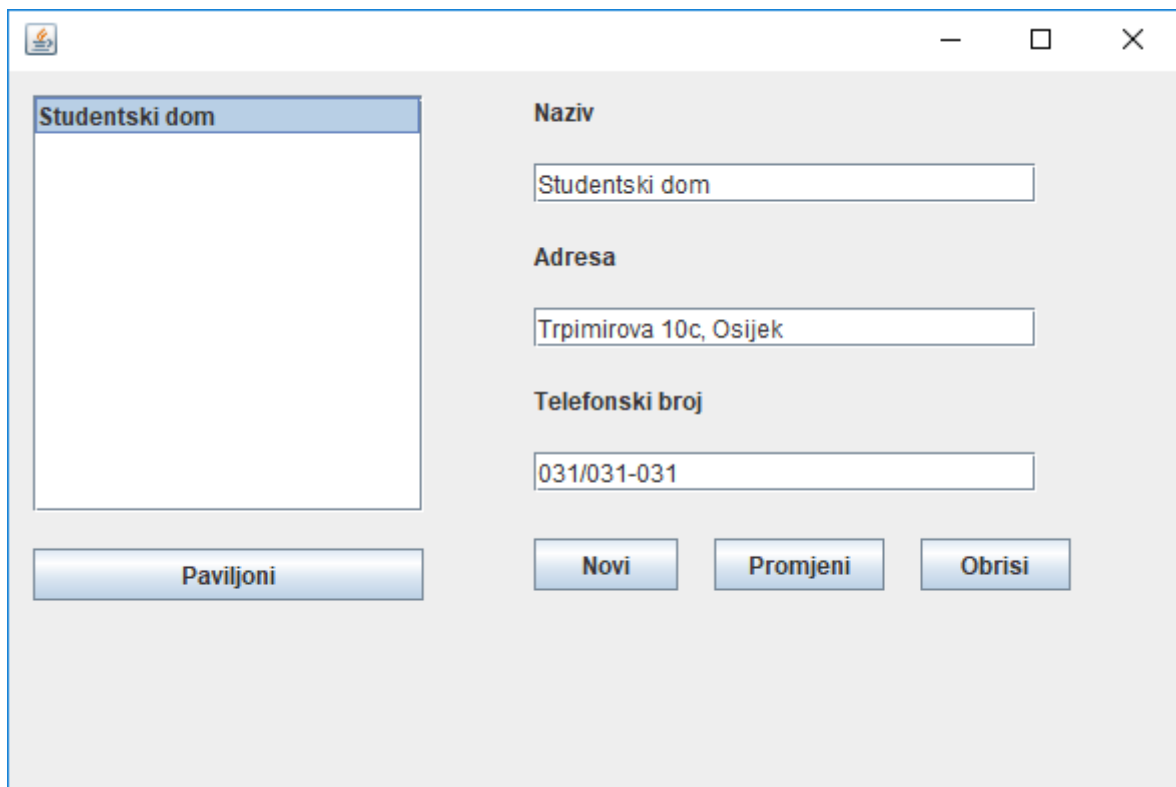 Studentski dom
Paviljoni
Naziv
Studentski dom
Adresa
Trpimirova 10c, Osijek
Telefonski broj
031/031-031
Novi
Promjeni
Obrisi